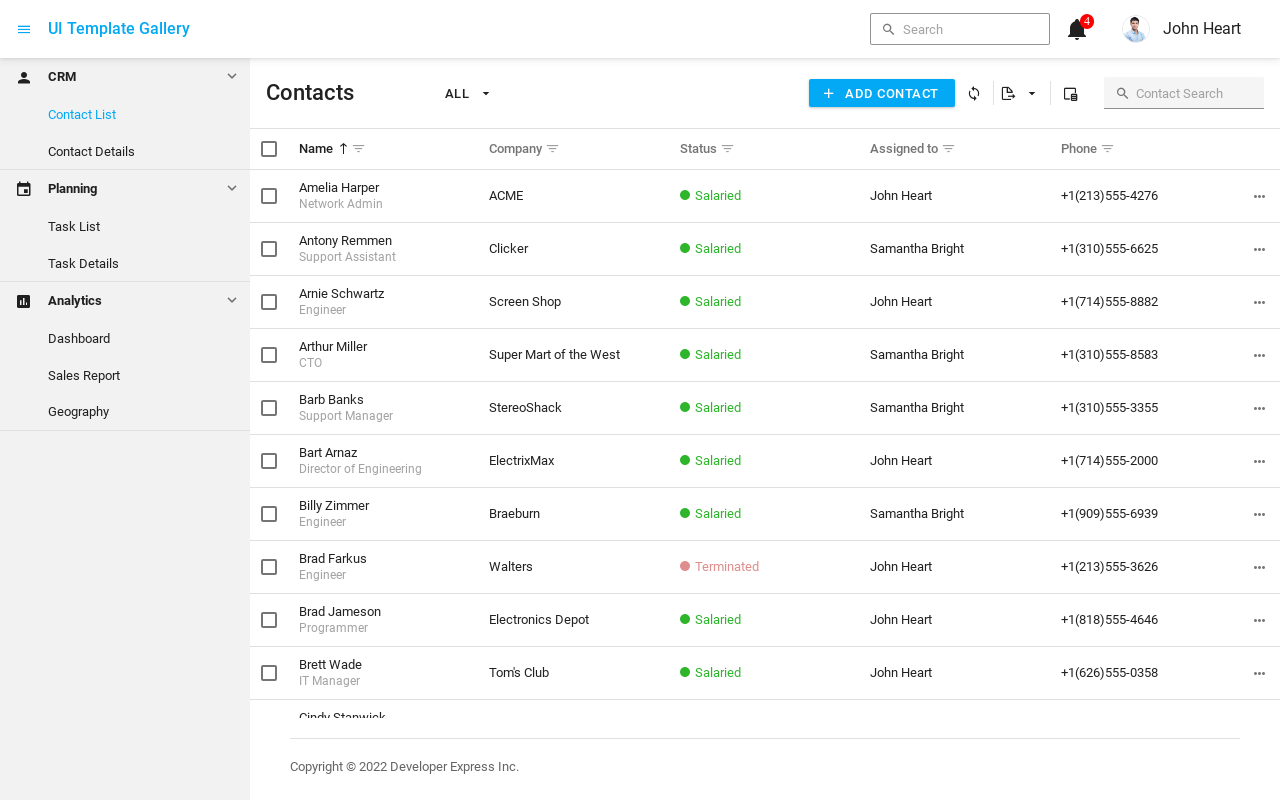 UI Template Gallery
Search
4
John Heart
CRM
Contact List
Contact Details
Planning
Task List
Task Details
Analytics
Dashboard
Sales Report
Geography
Contacts
ALL
ADD CONTACT
Contact Search
Name Company Status Assigned to Phone
Amelia Harper
Network Admin
ACME Salaried John Heart +1(213)555-4276
Antony Remmen
Support Assistant
Clicker Salaried Samantha Bright +1(310)555-6625
Arnie Schwartz
Engineer
Screen Shop Salaried John Heart +1(714)555-8882
Arthur Miller
CTO
Super Mart of the West Salaried Samantha Bright +1(310)555-8583
Barb Banks
Support Manager
StereoShack Salaried Samantha Bright +1(310)555-3355
Bart Arnaz
Director of Engineering
ElectrixMax Salaried John Heart +1(714)555-2000
Billy Zimmer
Engineer
Braeburn Salaried Samantha Bright +1(909)555-6939
Brad Farkus
Engineer
Walters Terminated John Heart +1(213)555-3626
Brad Jameson
Programmer
Electronics Depot Salaried John Heart +1(818)555-4646
Brett Wade
IT Manager
Tom's Club Salaried John Heart +1(626)555-0358
Cindy Stanwick
Copyright © 2022 Developer Express Inc.